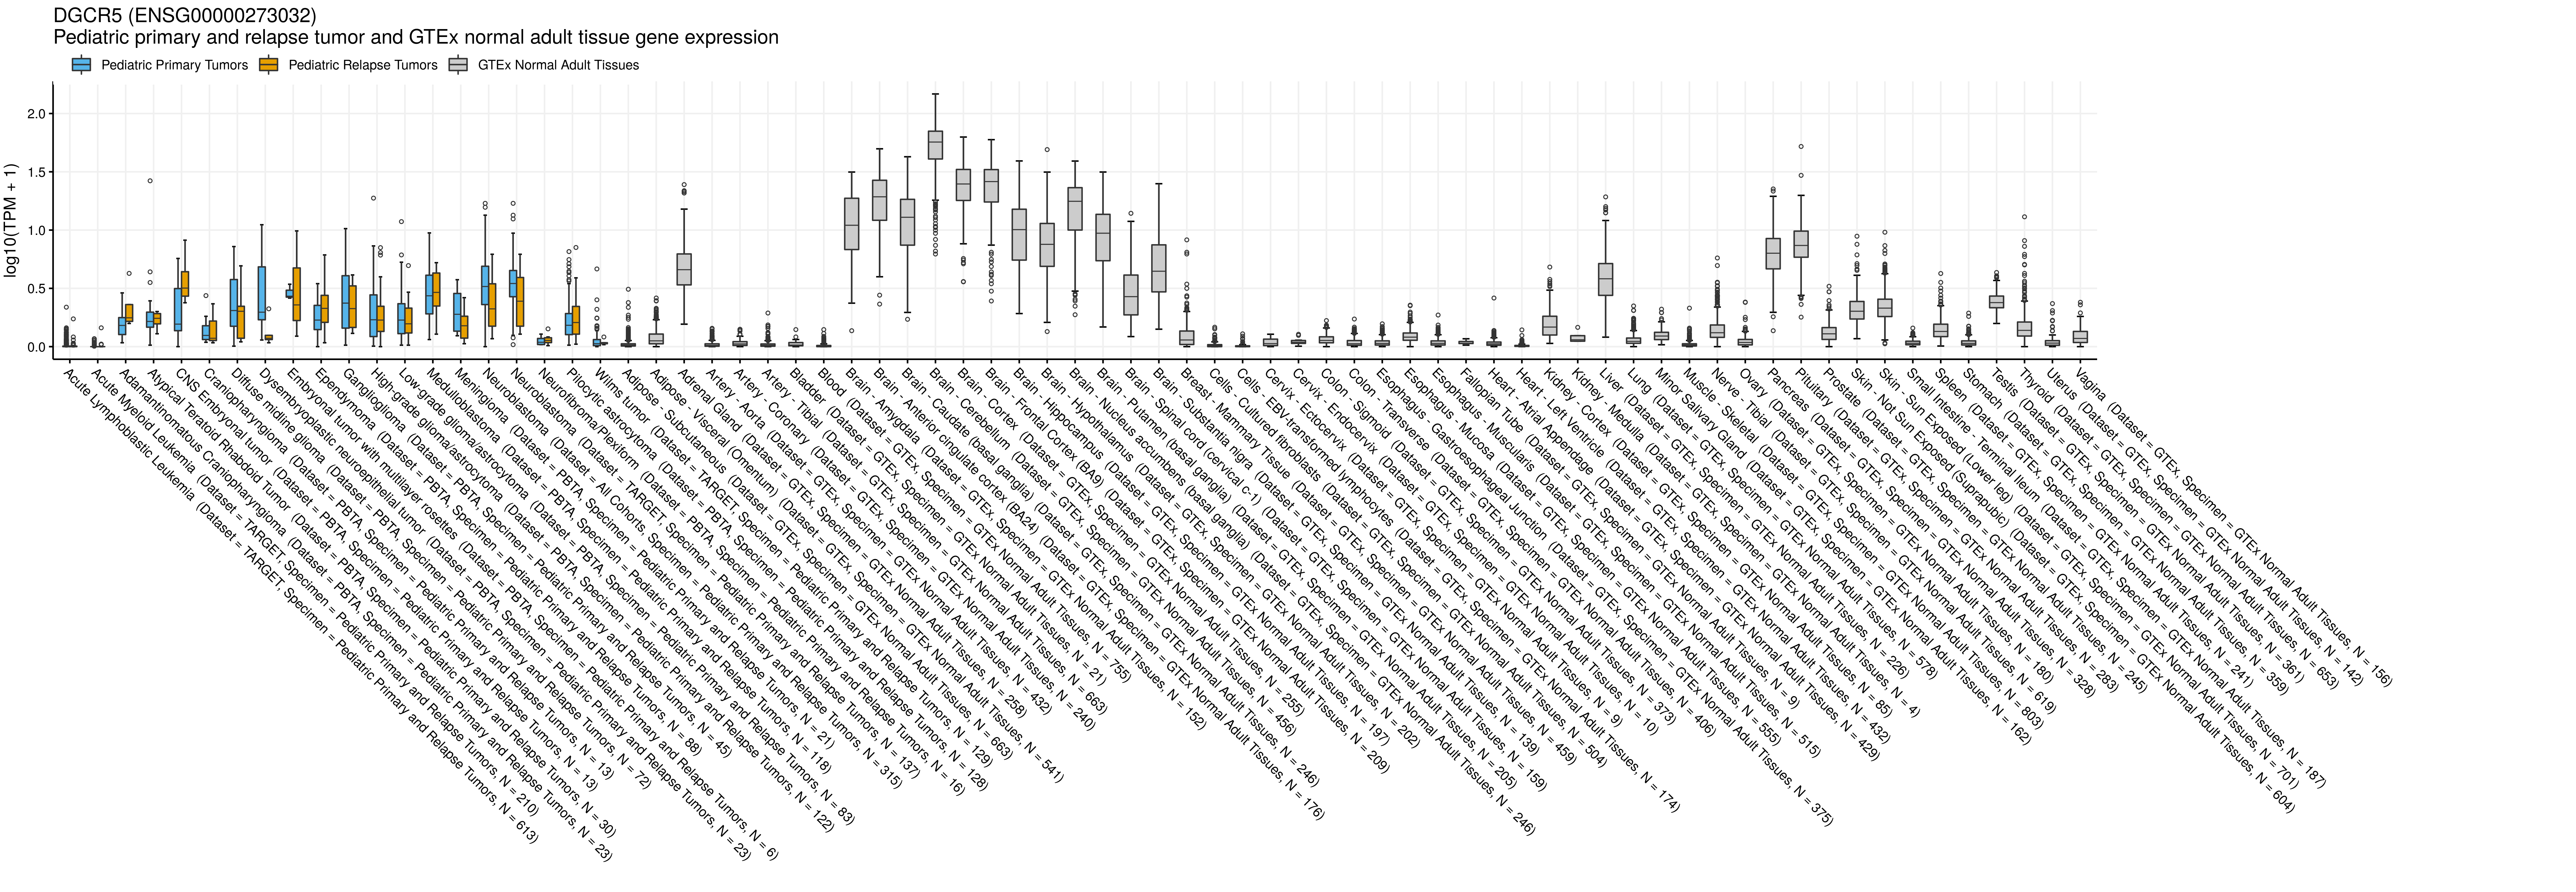 DGCR5 (ENSG00000273032)
Pediatric primary and relapse tumor and GTEx normal adult tissue gene expression
Pediatric Primary Tumors
Pediatric Relapse Tumors
GTEx Normal Adult Tissues
log10(TPM + 1)
2.0
1.5
1.0
0.5
0.0
Acute Lymphoblastic Leukemia (Dataset = TARGET, Specimen = Pediatric Primary and Relapse Tumors, N = 613)
Acute Myeloid Leukemia (Dataset = TARGET, Specimen = Pediatric Primary and Relapse Tumors, N = 210)
Adamantinomatous Craniopharyngioma (Dataset = PBTA, Specimen = Pediatric Primary and Relapse Tumors, N = 23)
Atypical Teratoid Rhabdoid Tumor (Dataset = PBTA, Specimen = Pediatric Primary and Relapse Tumors, N = 30)
CNS Embryonal tumor (Dataset = PBTA, Specimen = Pediatric Primary and Relapse Tumors, N = 13)
Craniopharyngioma (Dataset = PBTA, Specimen = Pediatric Primary and Relapse Tumors, N = 13)
Diffuse midline glioma (Dataset = PBTA, Specimen = Pediatric Primary and Relapse Tumors, N = 72)
Dysembryoplastic neuroepithelial tumor (Dataset = PBTA, Specimen = Pediatric Primary and Relapse Tumors, N = 23)
Embryonal tumor with multilayer rosettes (Dataset = PBTA, Specimen = Pediatric Primary and Relapse Tumors, N = 6)
Ependymoma (Dataset = PBTA, Specimen = Pediatric Primary and Relapse Tumors, N = 88)
Ganglioglioma (Dataset = PBTA, Specimen = Pediatric Primary and Relapse Tumors, N = 45)
High-grade glioma/astrocytoma (Dataset = PBTA, Specimen = Pediatric Primary and Relapse Tumors, N = 122)
Low-grade glioma/astrocytoma (Dataset = PBTA, Specimen = Pediatric Primary and Relapse Tumors, N = 83)
Medulloblastoma (Dataset = PBTA, Specimen = Pediatric Primary and Relapse Tumors, N = 118)
Meningioma (Dataset = PBTA, Specimen = Pediatric Primary and Relapse Tumors, N = 21)
Neuroblastoma (Dataset = All Cohorts, Specimen = Pediatric Primary and Relapse Tumors, N = 315)
Neuroblastoma (Dataset = TARGET, Specimen = Pediatric Primary and Relapse Tumors, N = 137)
Neurofibroma/Plexiform (Dataset = PBTA, Specimen = Pediatric Primary and Relapse Tumors, N = 16)
Pilocytic astrocytoma (Dataset = PBTA, Specimen = Pediatric Primary and Relapse Tumors, N = 128)
Wilms tumor (Dataset = TARGET, Specimen = Pediatric Primary and Relapse Tumors, N = 129)
Adipose - Subcutaneous (Dataset = GTEx, Specimen = GTEx Normal Adult Tissues, N = 663)
Adipose - Visceral (Omentum) (Dataset = GTEx, Specimen = GTEx Normal Adult Tissues, N = 541)
Adrenal Gland (Dataset = GTEx, Specimen = GTEx Normal Adult Tissues, N = 258)
Artery - Aorta (Dataset = GTEx, Specimen = GTEx Normal Adult Tissues, N = 432)
Artery - Coronary (Dataset = GTEx, Specimen = GTEx Normal Adult Tissues, N = 240)
Artery - Tibial (Dataset = GTEx, Specimen = GTEx Normal Adult Tissues, N = 663)
Bladder (Dataset = GTEx, Specimen = GTEx Normal Adult Tissues, N = 21)
Blood (Dataset = GTEx, Specimen = GTEx Normal Adult Tissues, N = 755)
Brain - Amygdala (Dataset = GTEx, Specimen = GTEx Normal Adult Tissues, N = 152)
Brain - Anterior cingulate cortex (BA24) (Dataset = GTEx, Specimen = GTEx Normal Adult Tissues, N = 176)
Brain - Caudate (basal ganglia) (Dataset = GTEx, Specimen = GTEx Normal Adult Tissues, N = 246)
Brain - Cerebellum (Dataset = GTEx, Specimen = GTEx Normal Adult Tissues, N = 456)
Brain - Cortex (Dataset = GTEx, Specimen = GTEx Normal Adult Tissues, N = 255)
Brain - Frontal Cortex (BA9) (Dataset = GTEx, Specimen = GTEx Normal Adult Tissues, N = 209)
Brain - Hippocampus (Dataset = GTEx, Specimen = GTEx Normal Adult Tissues, N = 197)
Brain - Hypothalamus (Dataset = GTEx, Specimen = GTEx Normal Adult Tissues, N = 202)
Brain - Nucleus accumbens (basal ganglia) (Dataset = GTEx, Specimen = GTEx Normal Adult Tissues, N = 246)
Brain - Putamen (basal ganglia) (Dataset = GTEx, Specimen = GTEx Normal Adult Tissues, N = 205)
Brain - Spinal cord (cervical c-1) (Dataset = GTEx, Specimen = GTEx Normal Adult Tissues, N = 159)
Brain - Substantia nigra (Dataset = GTEx, Specimen = GTEx Normal Adult Tissues, N = 139)
Breast - Mammary Tissue (Dataset = GTEx, Specimen = GTEx Normal Adult Tissues, N = 459)
Cells - Cultured fibroblasts (Dataset = GTEx, Specimen = GTEx Normal Adult Tissues, N = 504)
Cells - EBV-transformed lymphocytes (Dataset = GTEx, Specimen = GTEx Normal Adult Tissues, N = 174)
Cervix - Ectocervix (Dataset = GTEx, Specimen = GTEx Normal Adult Tissues, N = 9)
Cervix - Endocervix (Dataset = GTEx, Specimen = GTEx Normal Adult Tissues, N = 10)
Colon - Sigmoid (Dataset = GTEx, Specimen = GTEx Normal Adult Tissues, N = 373)
Colon - Transverse (Dataset = GTEx, Specimen = GTEx Normal Adult Tissues, N = 406)
Esophagus - Gastroesophageal Junction (Dataset = GTEx, Specimen = GTEx Normal Adult Tissues, N = 375)
Esophagus - Mucosa (Dataset = GTEx, Specimen = GTEx Normal Adult Tissues, N = 555)
Esophagus - Muscularis (Dataset = GTEx, Specimen = GTEx Normal Adult Tissues, N = 515)
Fallopian Tube (Dataset = GTEx, Specimen = GTEx Normal Adult Tissues, N = 9)
Heart - Atrial Appendage (Dataset = GTEx, Specimen = GTEx Normal Adult Tissues, N = 429)
Heart - Left Ventricle (Dataset = GTEx, Specimen = GTEx Normal Adult Tissues, N = 432)
Kidney - Cortex (Dataset = GTEx, Specimen = GTEx Normal Adult Tissues, N = 85)
Kidney - Medulla (Dataset = GTEx, Specimen = GTEx Normal Adult Tissues, N = 4)
Liver (Dataset = GTEx, Specimen = GTEx Normal Adult Tissues, N = 226)
Lung (Dataset = GTEx, Specimen = GTEx Normal Adult Tissues, N = 578)
Minor Salivary Gland (Dataset = GTEx, Specimen = GTEx Normal Adult Tissues, N = 162)
Muscle - Skeletal (Dataset = GTEx, Specimen = GTEx Normal Adult Tissues, N = 803)
Nerve - Tibial (Dataset = GTEx, Specimen = GTEx Normal Adult Tissues, N = 619)
Ovary (Dataset = GTEx, Specimen = GTEx Normal Adult Tissues, N = 180)
Pancreas (Dataset = GTEx, Specimen = GTEx Normal Adult Tissues, N = 328)
Pituitary (Dataset = GTEx, Specimen = GTEx Normal Adult Tissues, N = 283)
Prostate (Dataset = GTEx, Specimen = GTEx Normal Adult Tissues, N = 245)
Skin - Not Sun Exposed (Suprapubic) (Dataset = GTEx, Specimen = GTEx Normal Adult Tissues, N = 604)
Skin - Sun Exposed (Lower leg) (Dataset = GTEx, Specimen = GTEx Normal Adult Tissues, N = 701)
Small Intestine - Terminal Ileum (Dataset = GTEx, Specimen = GTEx Normal Adult Tissues, N = 187)
Spleen (Dataset = GTEx, Specimen = GTEx Normal Adult Tissues, N = 241)
Stomach (Dataset = GTEx, Specimen = GTEx Normal Adult Tissues, N = 359)
Testis (Dataset = GTEx, Specimen = GTEx Normal Adult Tissues, N = 361)
Thyroid (Dataset = GTEx, Specimen = GTEx Normal Adult Tissues, N = 653)
Uterus (Dataset = GTEx, Specimen = GTEx Normal Adult Tissues, N = 142)
Vagina (Dataset = GTEx, Specimen = GTEx Normal Adult Tissues, N = 156)